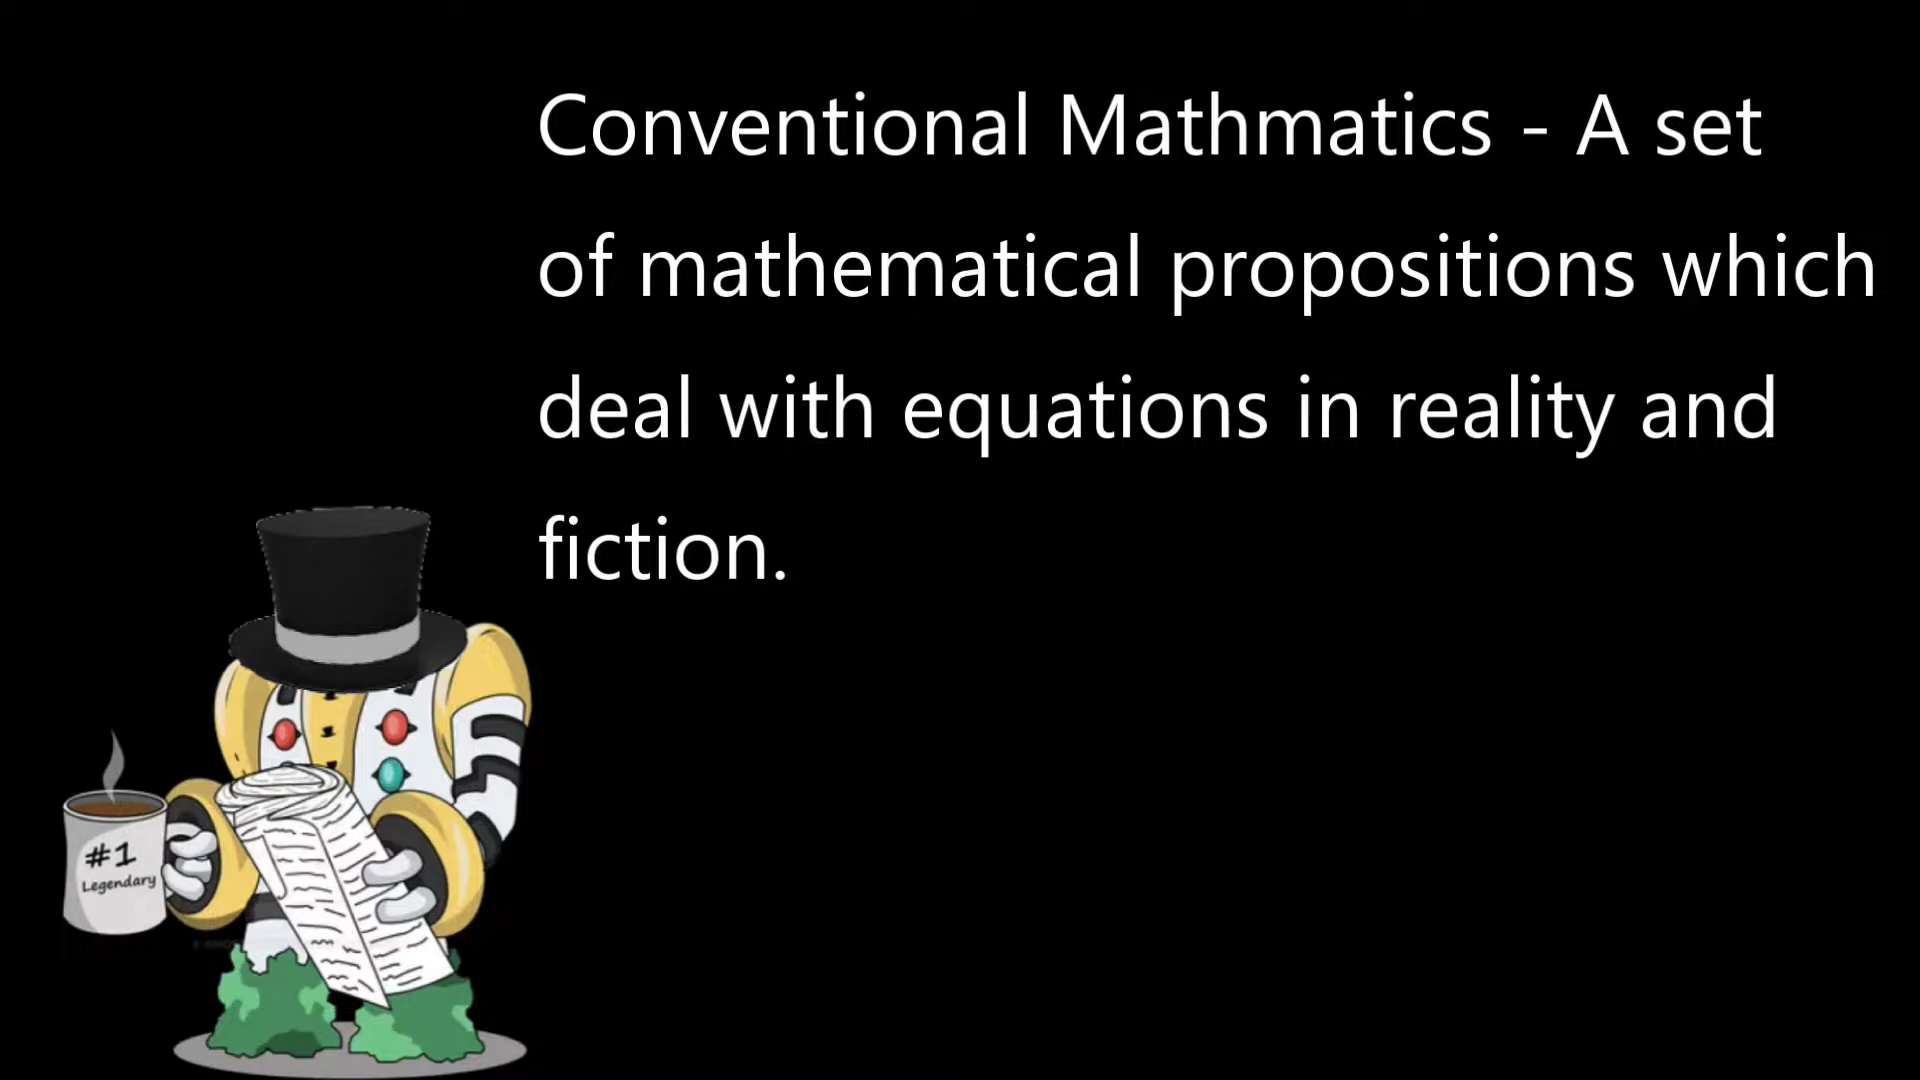 Conventional Mathmatics - A set
of mathematical propositions which
deal with equations in reality and
fiction.
#1
Legendary